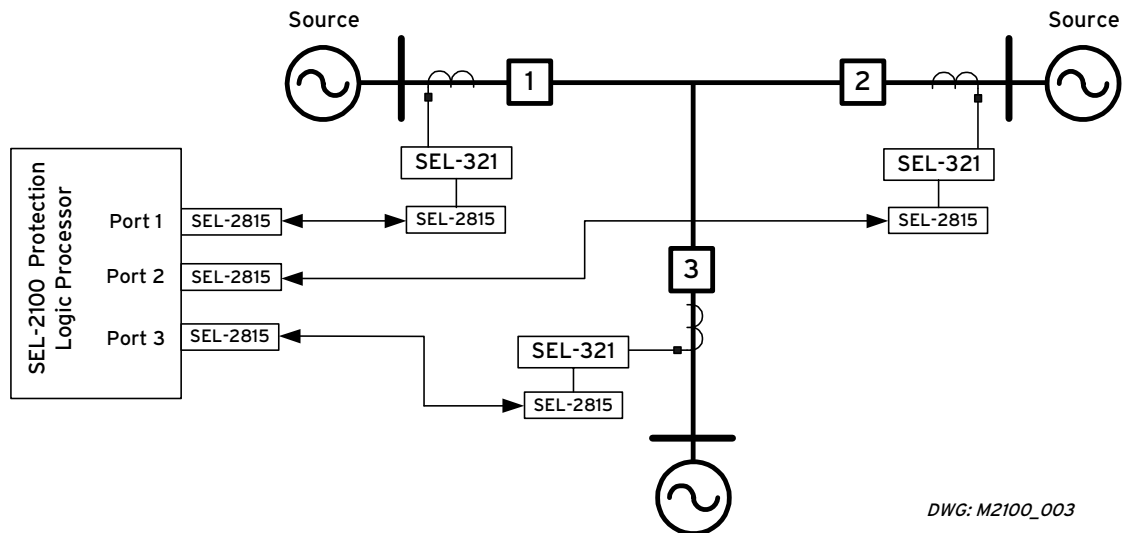 Source
Source
1
2
SEL-321
SEL-321
SEL-2100 Protection
Logic Processor
Port 1
SEL-2815
SEL-2815
SEL-2815
Port 2
SEL-2815
3
Port 3
SEL-2815
SEL-321
SEL-2815
DWG: M2100_003